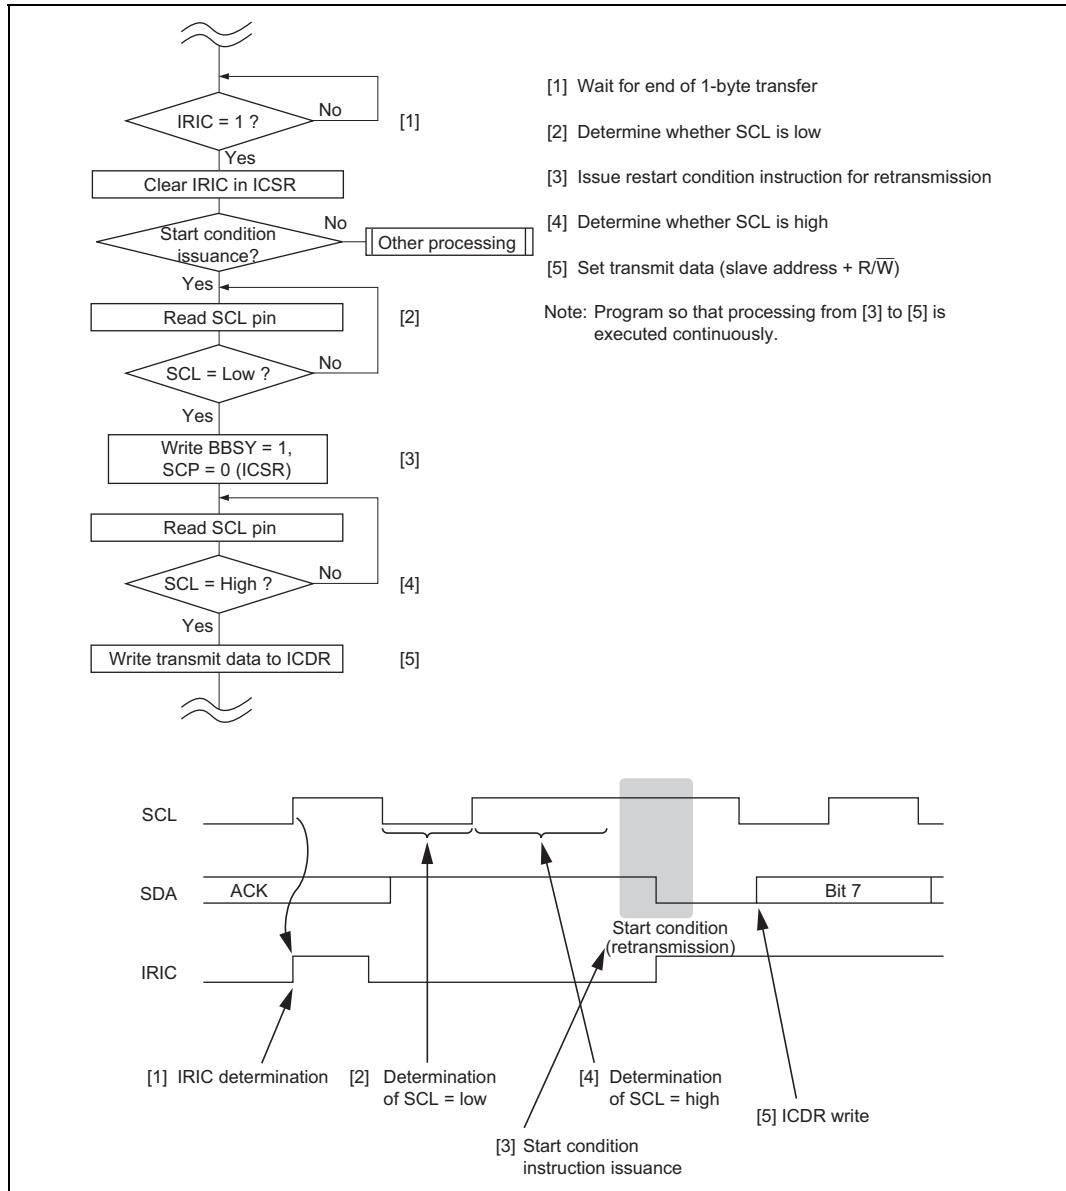 IRIC = 1 ?
No
[1]
Yes
Clear IRIC in ICSR
Start condition
issuance?
No
Other processing
Yes
Read SCL pin
[2]
SCL = Low ?
No
Yes
Write BBSY = 1,
SCP = 0 (ICSR)
[3]
Read SCL pin
SCL = High ?
No
[4]
Yes
Write transmit data to ICDR
[5]
[1] Wait for end of 1-byte transfer
[2] Determine whether SCL is low
[3] Issue restart condition instruction for retransmission
[4] Determine whether SCL is high
[5] Set transmit data (slave address + R/W̅)
Note: Program so that processing from [3] to [5] is
executed continuously.
SCL
SDA
ACK
Bit 7
Start condition
(retransmission)
IRIC
[1] IRIC determination
[2] Determination
of SCL = low
[4] Determination
of SCL = high
[5] ICDR write
[3] Start condition
instruction issuance